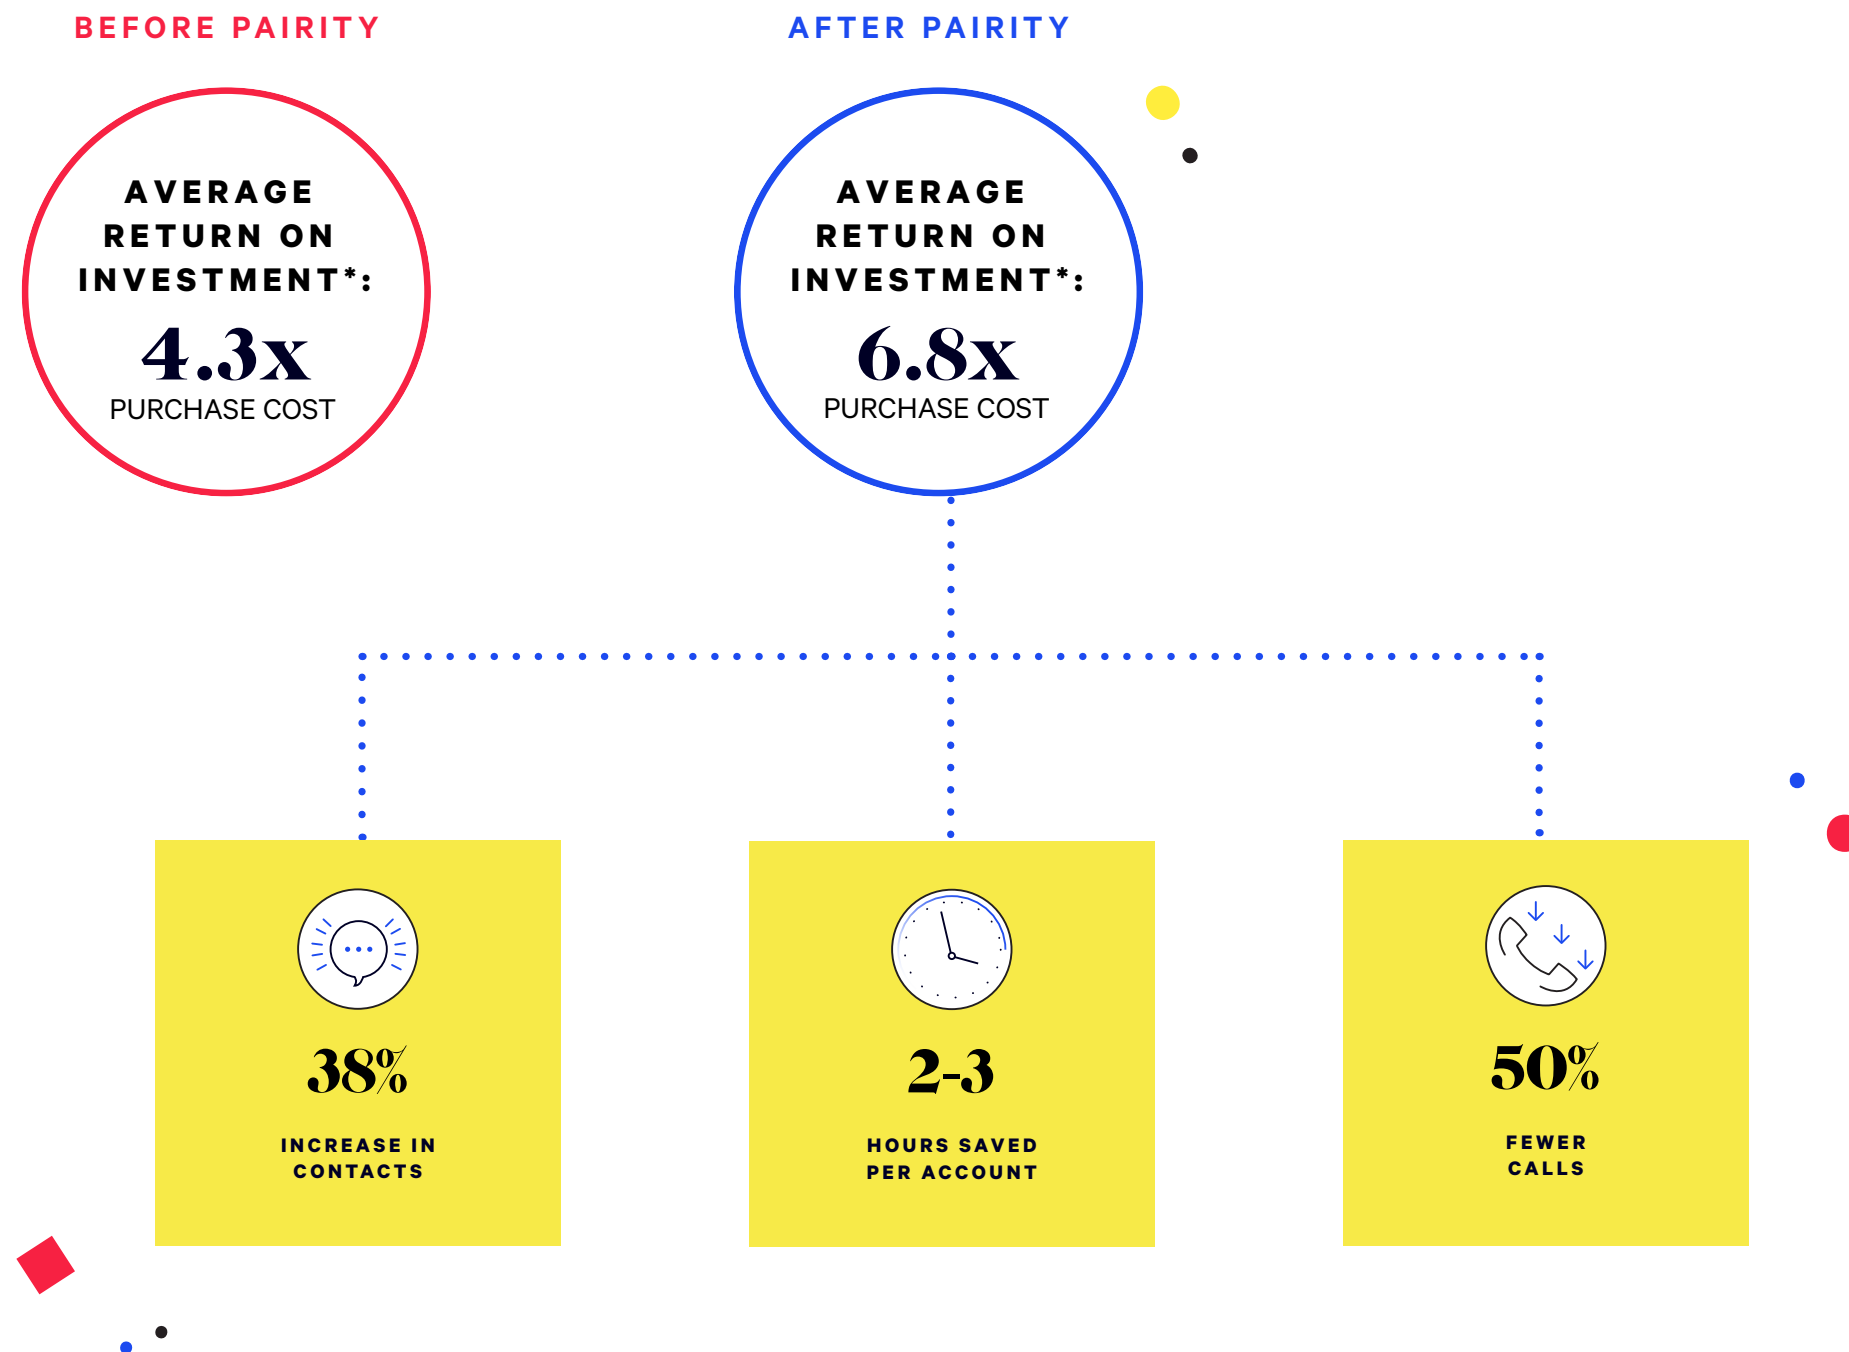 BEFORE PAIRITY
AVERAGE
RETURN ON
INVESTMENT*:
4.3x
PURCHASE COST
AFTER PAIRITY
AVERAGE
RETURN ON
INVESTMENT*:
6.8x
PURCHASE COST
38%
INCREASE IN
CONTACTS
2-3
HOURS SAVED
PER ACCOUNT
50%
FEWER
CALLS